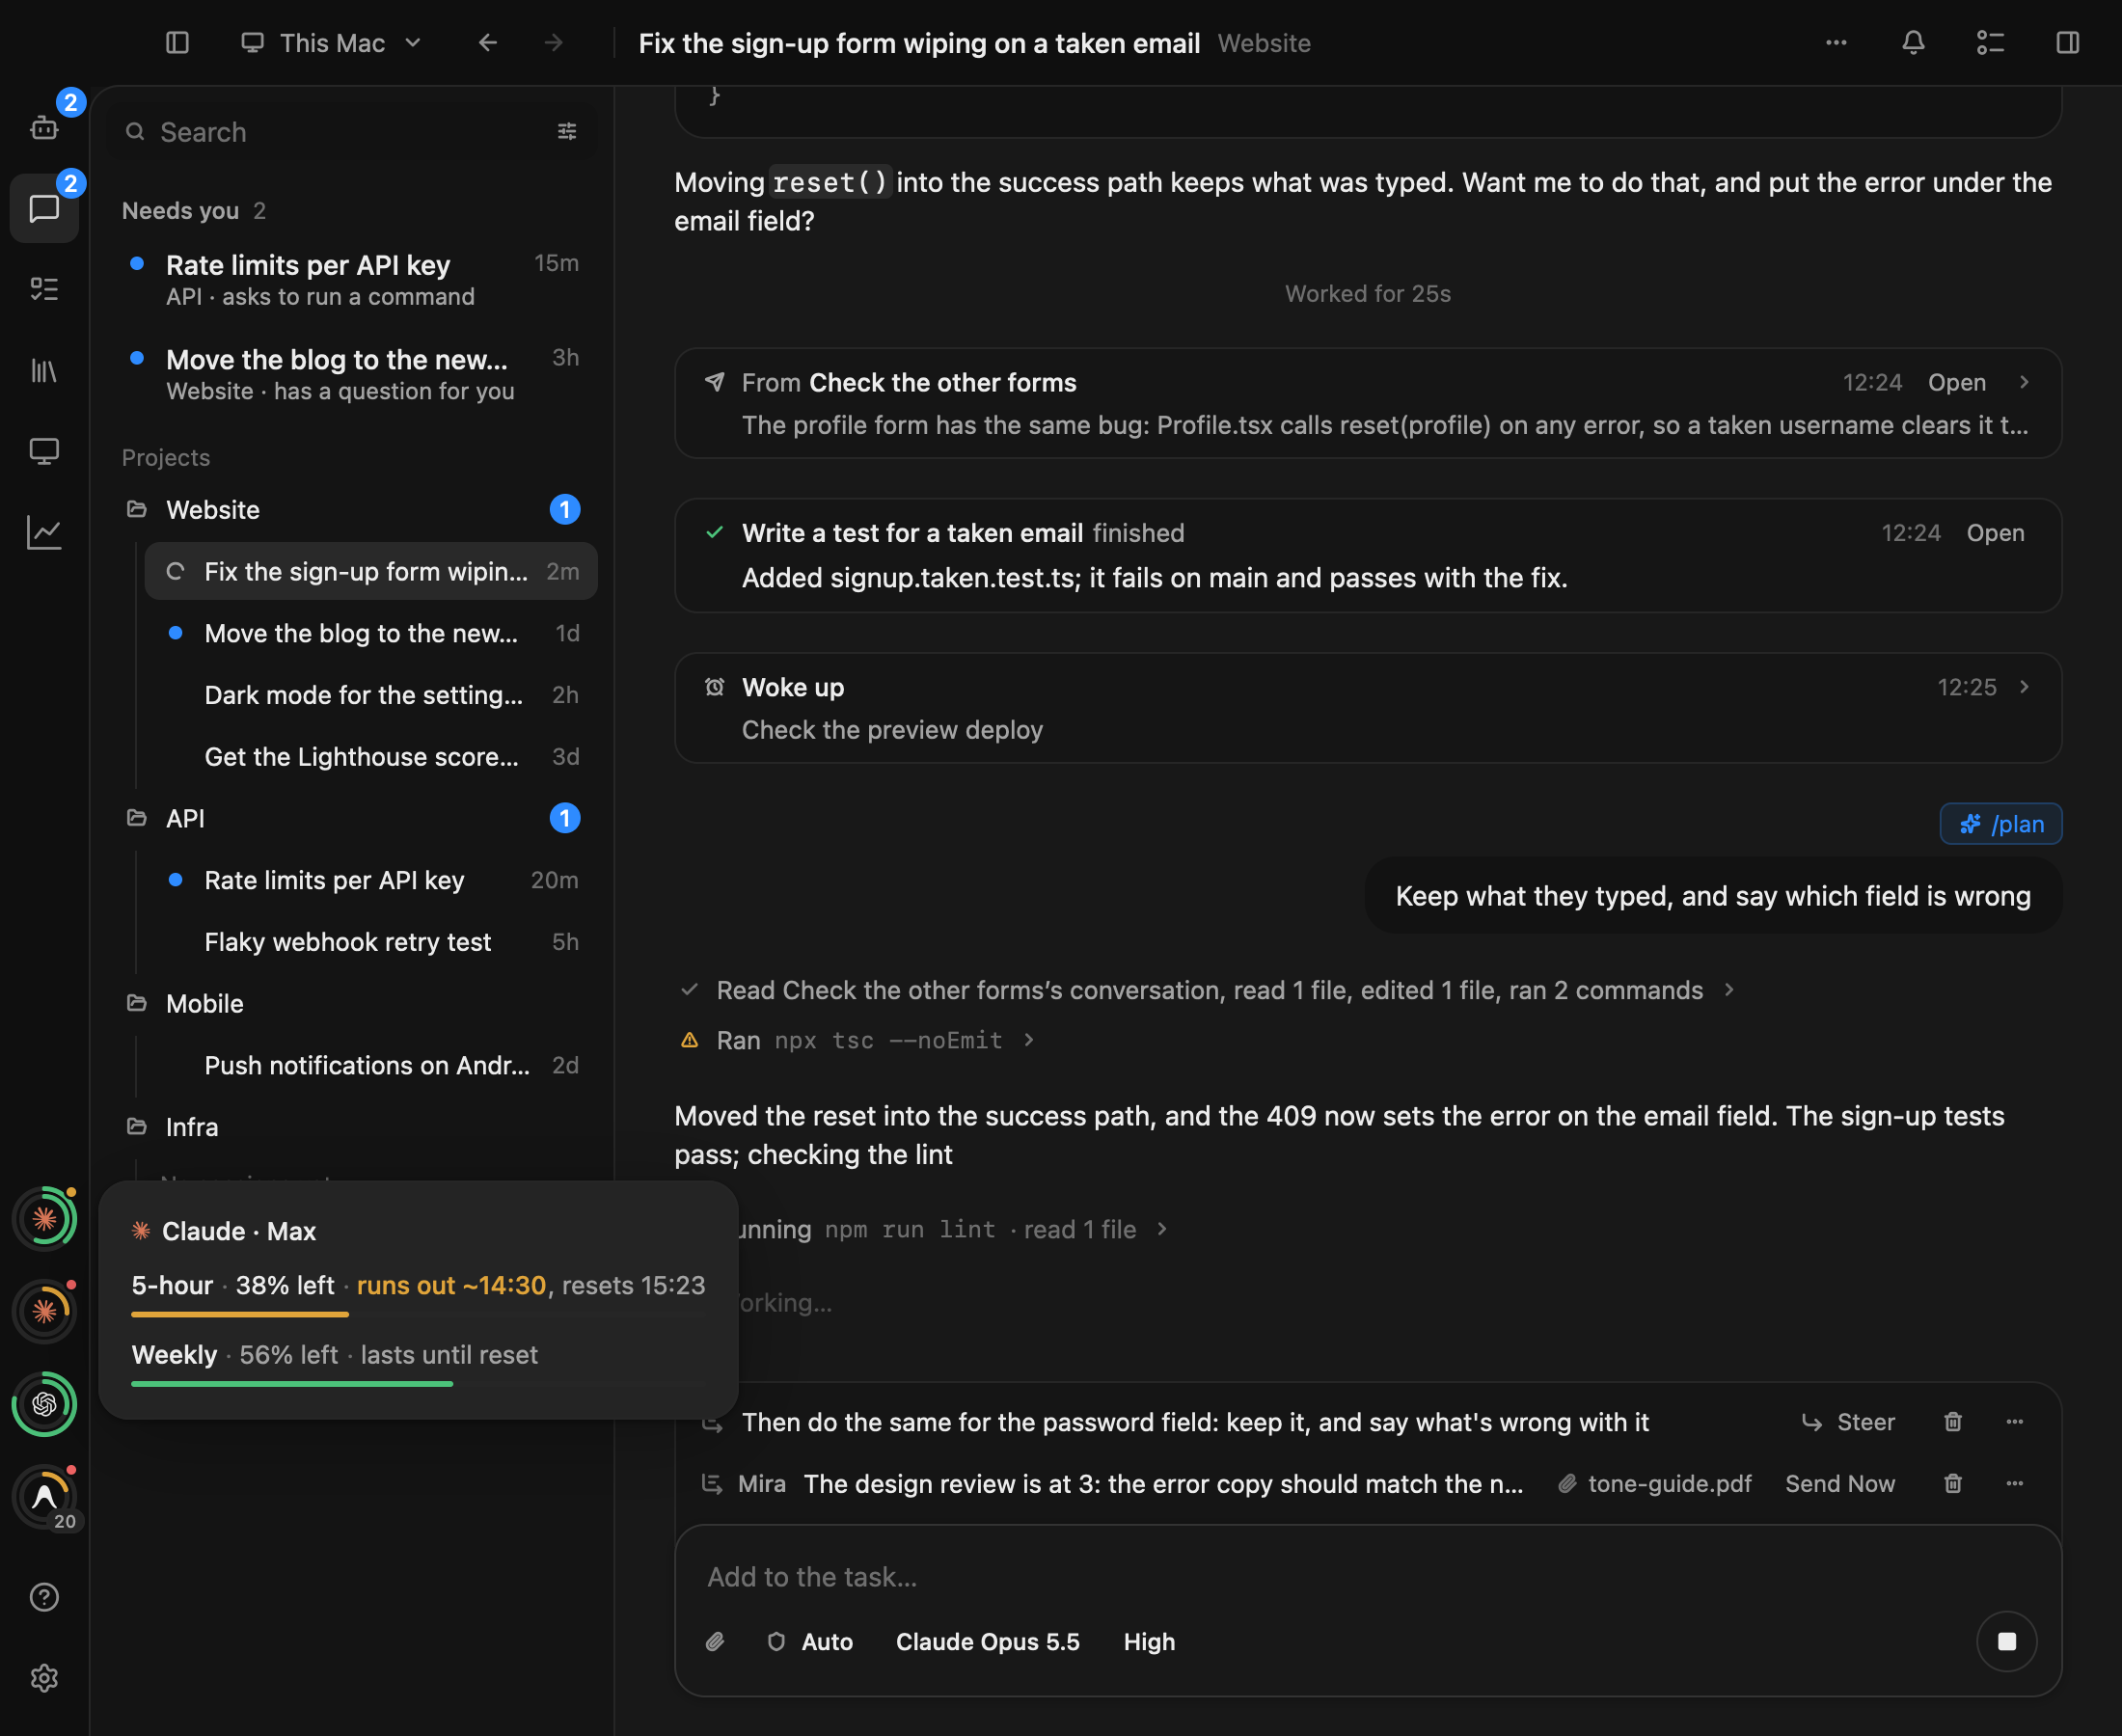 This Mac
Fix the sign-up form wiping on a taken email Website
2
2
Search
Needs you 2
Rate limits per API key 15m
API · asks to run a command
Move the blog to the new... 3h
Website · has a question for you
Projects
Website 1
Fix the sign-up form wipin... 2m
Move the blog to the new... 1d
Dark mode for the setting... 2h
Get the Lighthouse score... 3d
API 1
Rate limits per API key 20m
Flaky webhook retry test 5h
Mobile
Push notifications on Andr... 2d
Infra
Claude · Max
5-hour · 38% left · runs out ~14:30, resets 15:23
Weekly · 56% left · lasts until reset
20
}
Moving reset() into the success path keeps what was typed. Want me to do that, and put the error under the
email field?
Worked for 25s
From Check the other forms 12:24 Open
The profile form has the same bug: Profile.tsx calls reset(profile) on any error, so a taken username clears it t...
Write a test for a taken email finished 12:24 Open
Added signup.taken.test.ts; it fails on main and passes with the fix.
Woke up 12:25
Check the preview deploy
/plan
Keep what they typed, and say which field is wrong
Read Check the other forms’s conversation, read 1 file, edited 1 file, ran 2 commands
Ran npx tsc --noEmit
Moved the reset into the success path, and the 409 now sets the error on the email field. The sign-up tests
pass; checking the lint
unning npm run lint · read 1 file
orking...
Then do the same for the password field: keep it, and say what's wrong with it Steer
Mira The design review is at 3: the error copy should match the n... tone-guide.pdf Send Now
Add to the task...
Auto Claude Opus 5.5 High